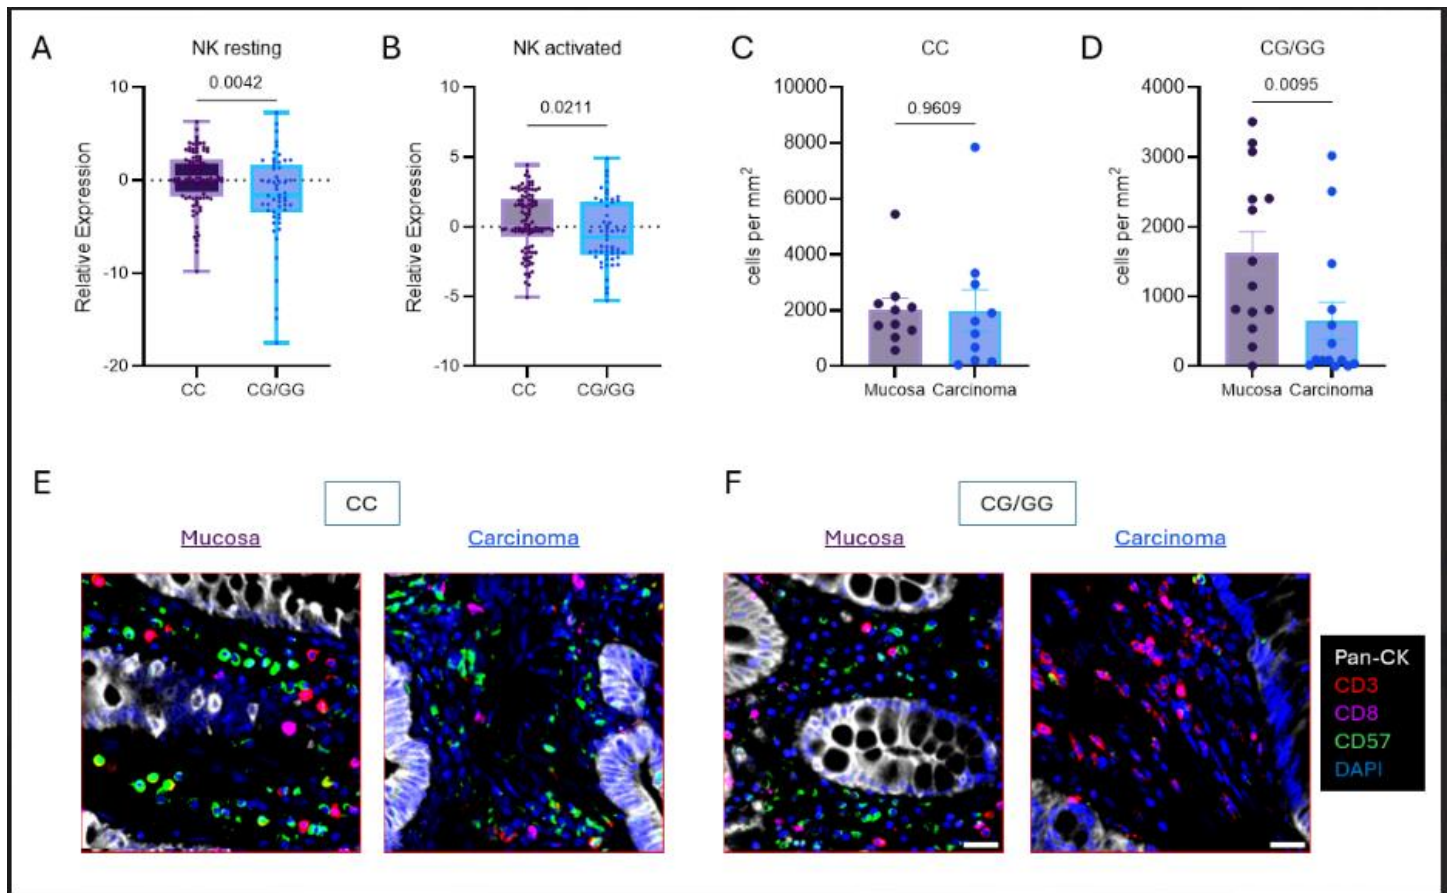 A
NK resting
0.0042
Relative Expression
10
0
-10
-20
CC
CG/GG
B
NK activated
0.0211
Relative Expression
10
5
0
-5
-10
CC
CG/GG
C
CC
0.9609
cells per mm2
10000
8000
6000
4000
2000
0
Mucosa
Carcinoma
D
CG/GG
0.0095
cells per mm2
4000
3000
2000
1000
0
Mucosa
Carcinoma
E
CC
Mucosa
Carcinoma
F
CG/GG
Mucosa
Carcinoma
Pan-CK
CD3
CD8
CD57
DAPI